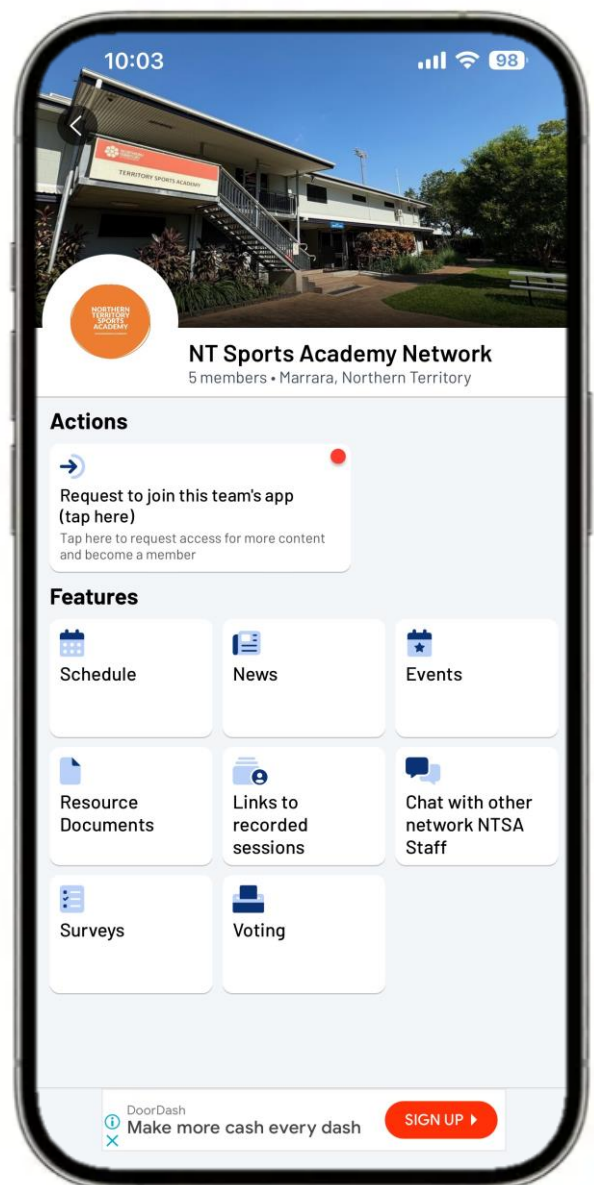 10:03
98
TERRITORY SPORTS ACADEMY
NORTHERN
TERRITORY
SPORTS
ACADEMY
NT Sports Academy Network
5 members • Marrara, Northern Territory
Actions
Request to join this team's app
(tap here)
Tap here to request access for more content
and become a member
Features
Schedule
News
Events
Resource
Documents
Links to
recorded
sessions
Chat with other
network NTSA
Staff
Surveys
Voting
DoorDash
Make more cash every dash
SIGN UP